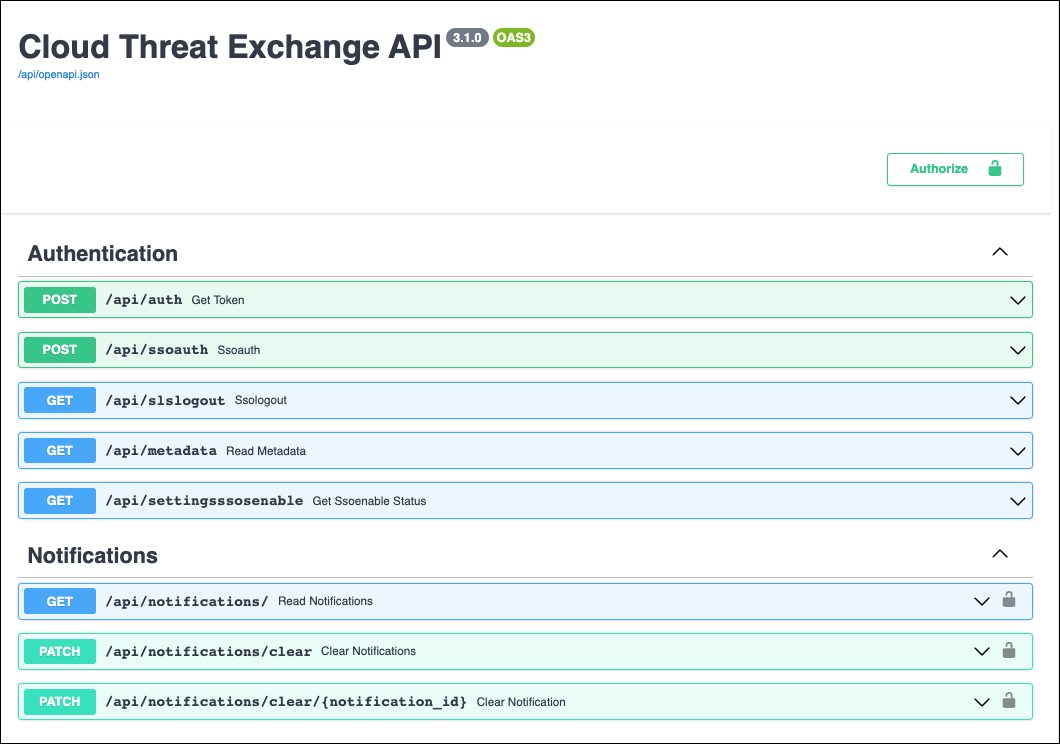 Cloud Threat Exchange API 3.1.0 OAS3
/api/openapi.json
Authorize
Authentication
POST /api/auth Get Token
POST /api/ssoauth Ssoauth
GET /api/slslogout Ssologout
GET /api/metadata Read Metadata
GET /api/settingsssosenable Get Ssoenable Status
Notifications
GET /api/notifications/ Read Notifications
PATCH /api/notifications/clear Clear Notifications
PATCH /api/notifications/clear/{notification_id} Clear Notification